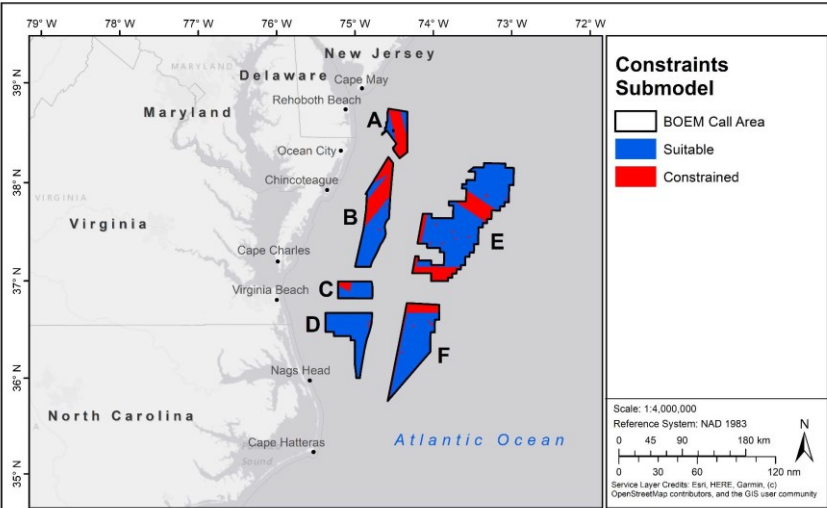 79° W 78° W 77° W 76° W 75° W 74° W 73° W 72° W
39° N
38° N
37° N
36° N
35° N
New Jersey
MARYLAND
Delaware
Cape May
Rehoboth Beach
Maryland
A
Ocean City
Chincoteague
VIRGINIA
B
Virginia
E
Cape Charles
C
Virginia Beach
D
F
Nags Head
North Carolina
Atlantic Ocean
Cape Hatteras
Sound
Constraints
Submodel
BOEM Call Area
Suitable
Constrained
Scale: 1:4,000,000
Reference System: NAD 1983
N
0 45 90 180 km
0 30 60 120 nm
Service Layer Credits: Esri, HERE, Garmin, (c)
OpenStreetMap contributors, and the GIS user community